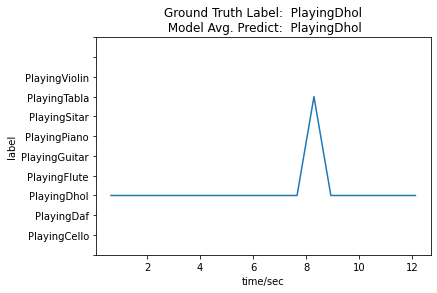 Ground Truth Label:  PlayingDhol
Model Avg. Predict:  PlayingDhol
label
PlayingViolin
PlayingTabla
PlayingSitar
PlayingPiano
PlayingGuitar
PlayingFlute
PlayingDhol
PlayingDaf
PlayingCello
2 4 6 8 10 12
time/sec